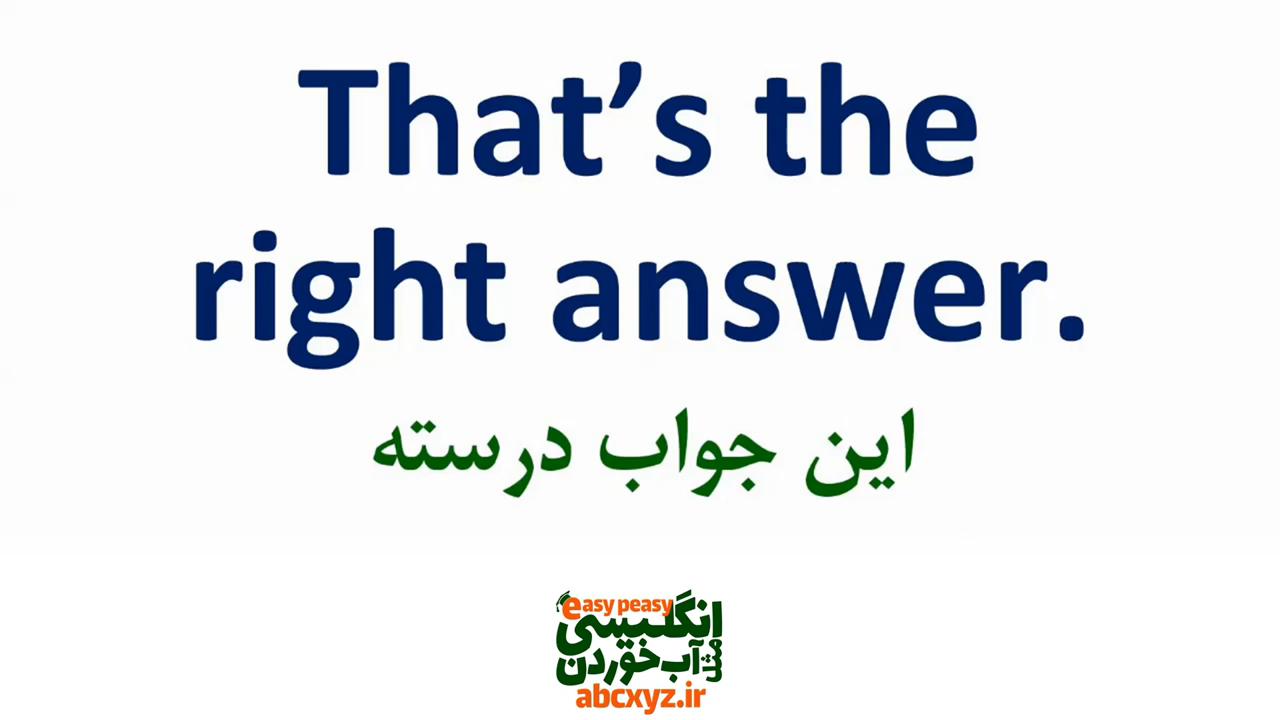 That’s the
right answer.
این جواب درسته
easy peasy
انگلیسی
مثل آب خوردن
abcxyz.ir